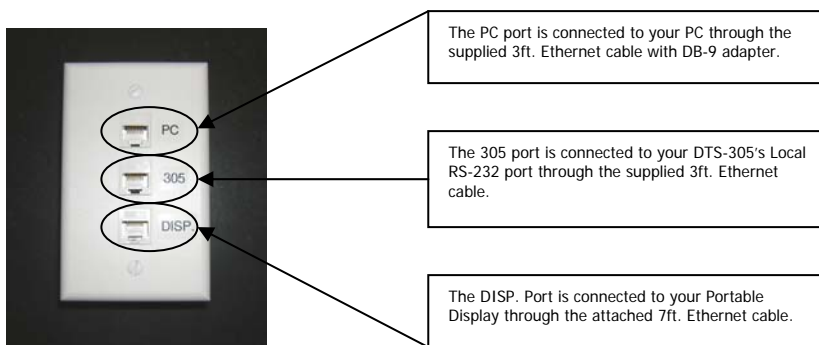 The PC port is connected to your PC through the
supplied 3ft. Ethernet cable with DB-9 adapter.
PC
The 305 port is connected to your DTS-305's Local
RS-232 port through the supplied 3ft. Ethernet
cable.
305
DISP.
The DISP. Port is connected to your Portable
Display through the attached 7ft. Ethernet cable.